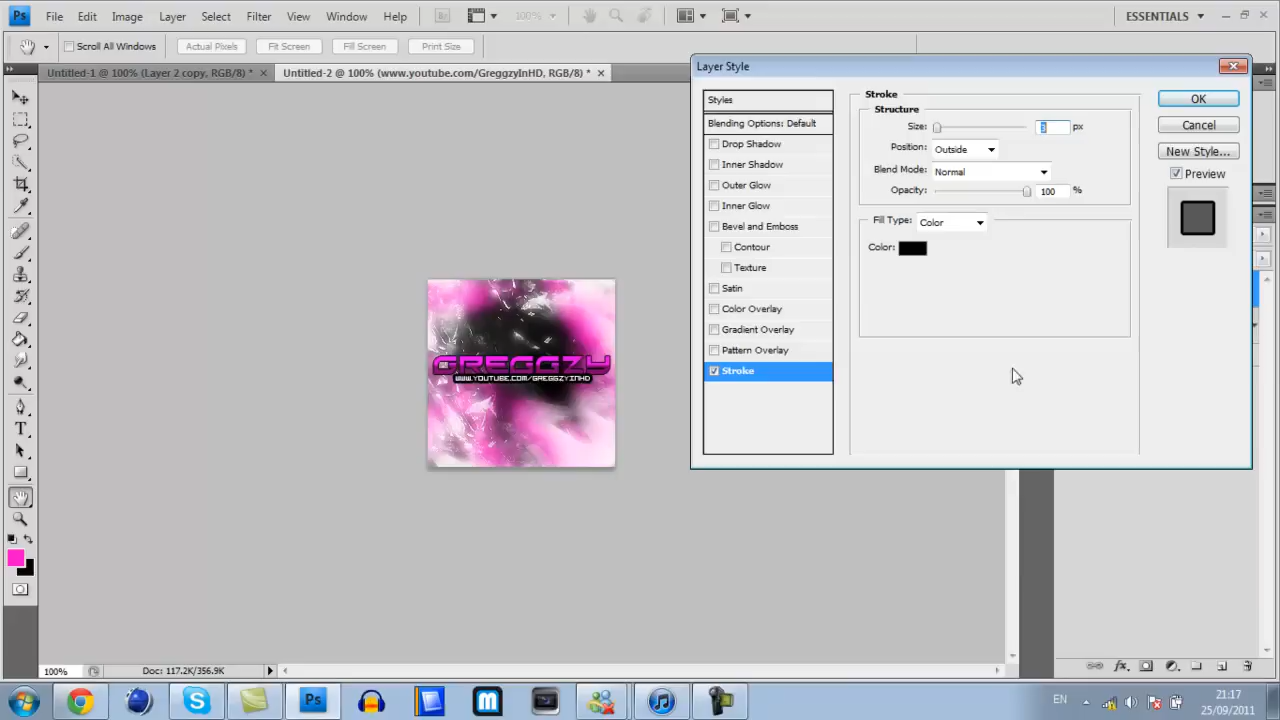 Ps File Edit Image Layer Select Filter View Window Help Br 100% ESSENTIALS
Scroll All Windows Actual Pixels Fit Screen Fill Screen Print Size
Untitled-1 @ 100% (Layer 2 copy, RGB/8) * Untitled-2 @ 100% (www.youtube.com/GreggzyInHD, RGB/8) *
Layer Style
Styles
Blending Options: Default
Drop Shadow
Inner Shadow
Outer Glow
Inner Glow
Bevel and Emboss
Contour
Texture
Satin
Color Overlay
Gradient Overlay
Pattern Overlay
Stroke
Stroke
Structure
Size: 3 px
Position: Outside
Blend Mode: Normal
Opacity: 100 %
Fill Type: Color
Color:
OK
Cancel
New Style...
Preview
GREGGZY
WWW.YOUTUBE.COM/GREGGZYINHD
100% Doc: 117.2K/356.9K
Ps
EN
21:17
25/09/2011